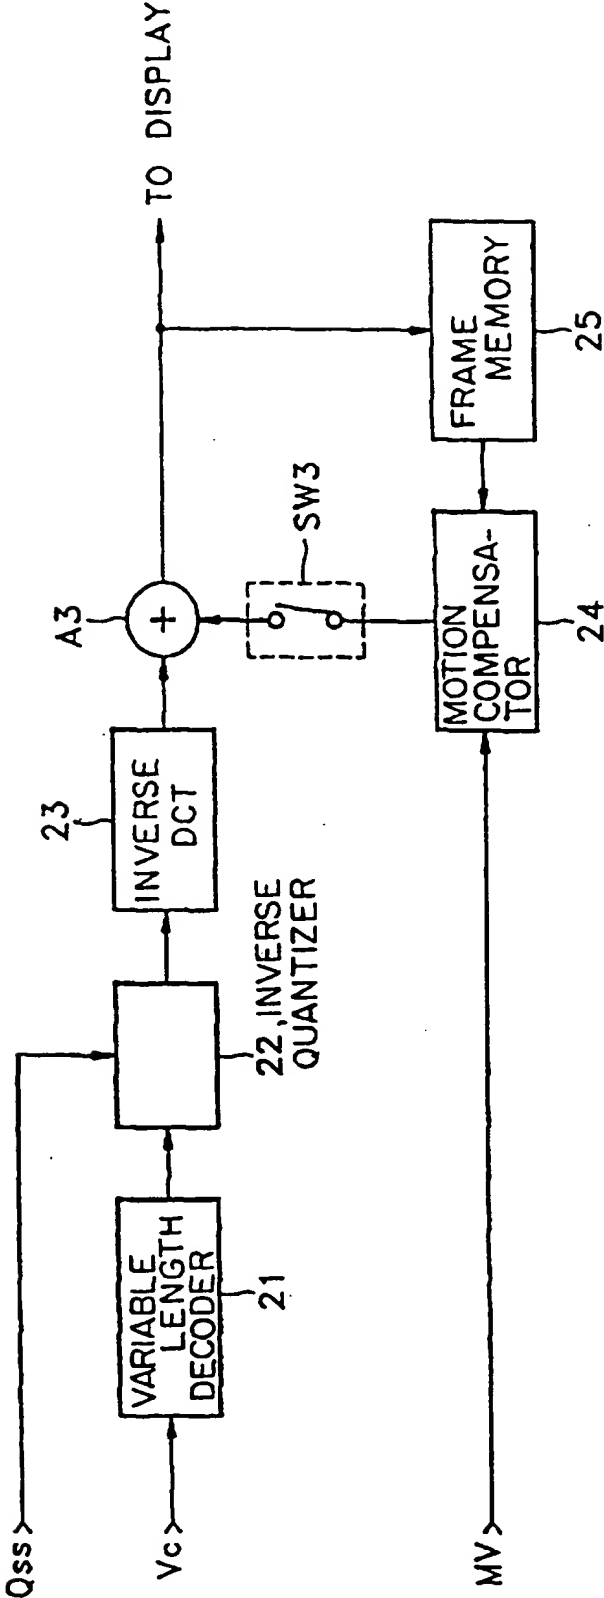 Qss
Vc
MV
VARIABLE
LENGTH
DECODER
21
22, INVERSE
QUANTIZER
INVERSE
DCT
23
A3
+
SW3
MOTION
COMPENSA-
TOR
24
FRAME
MEMORY
25
TO DISPLAY